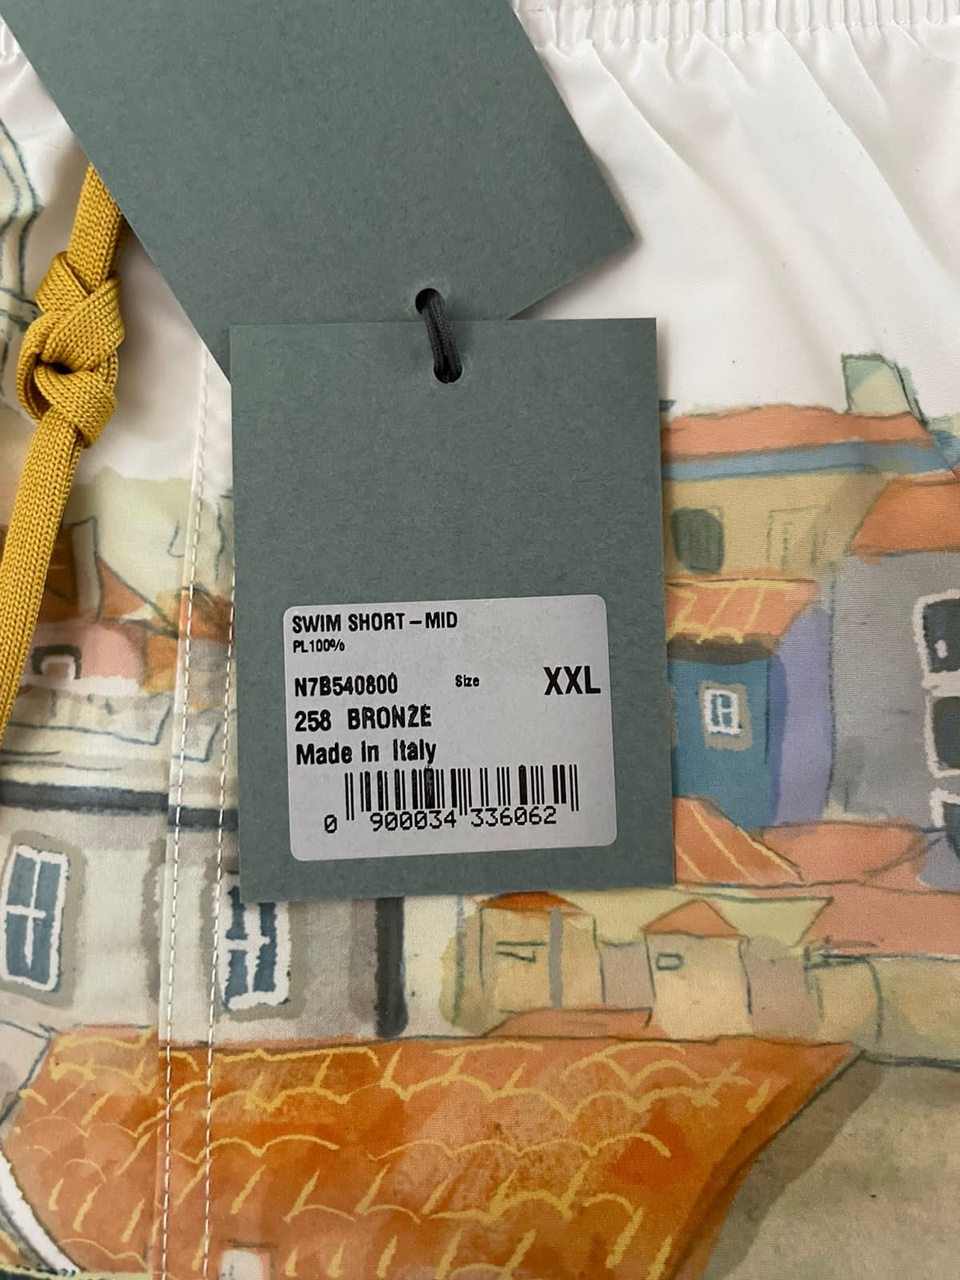 SWIM SHORT – MID
PL100%
N7B540800 Size XXL
258 BRONZE
Made in Italy
0 900034 336062